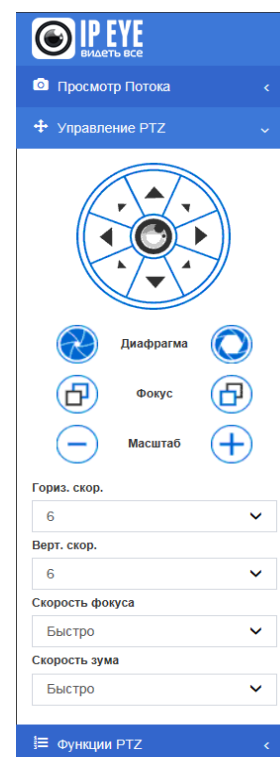 IP EYE
ВИДЕТЬ ВСЕ
Просмотр Потока
Управление PTZ
Диафрагма
Фокус
Масштаб
Гориз. скор.
6
Верт. скор.
6
Скорость фокуса
Быстро
Скорость зума
Быстро
Функции PTZ